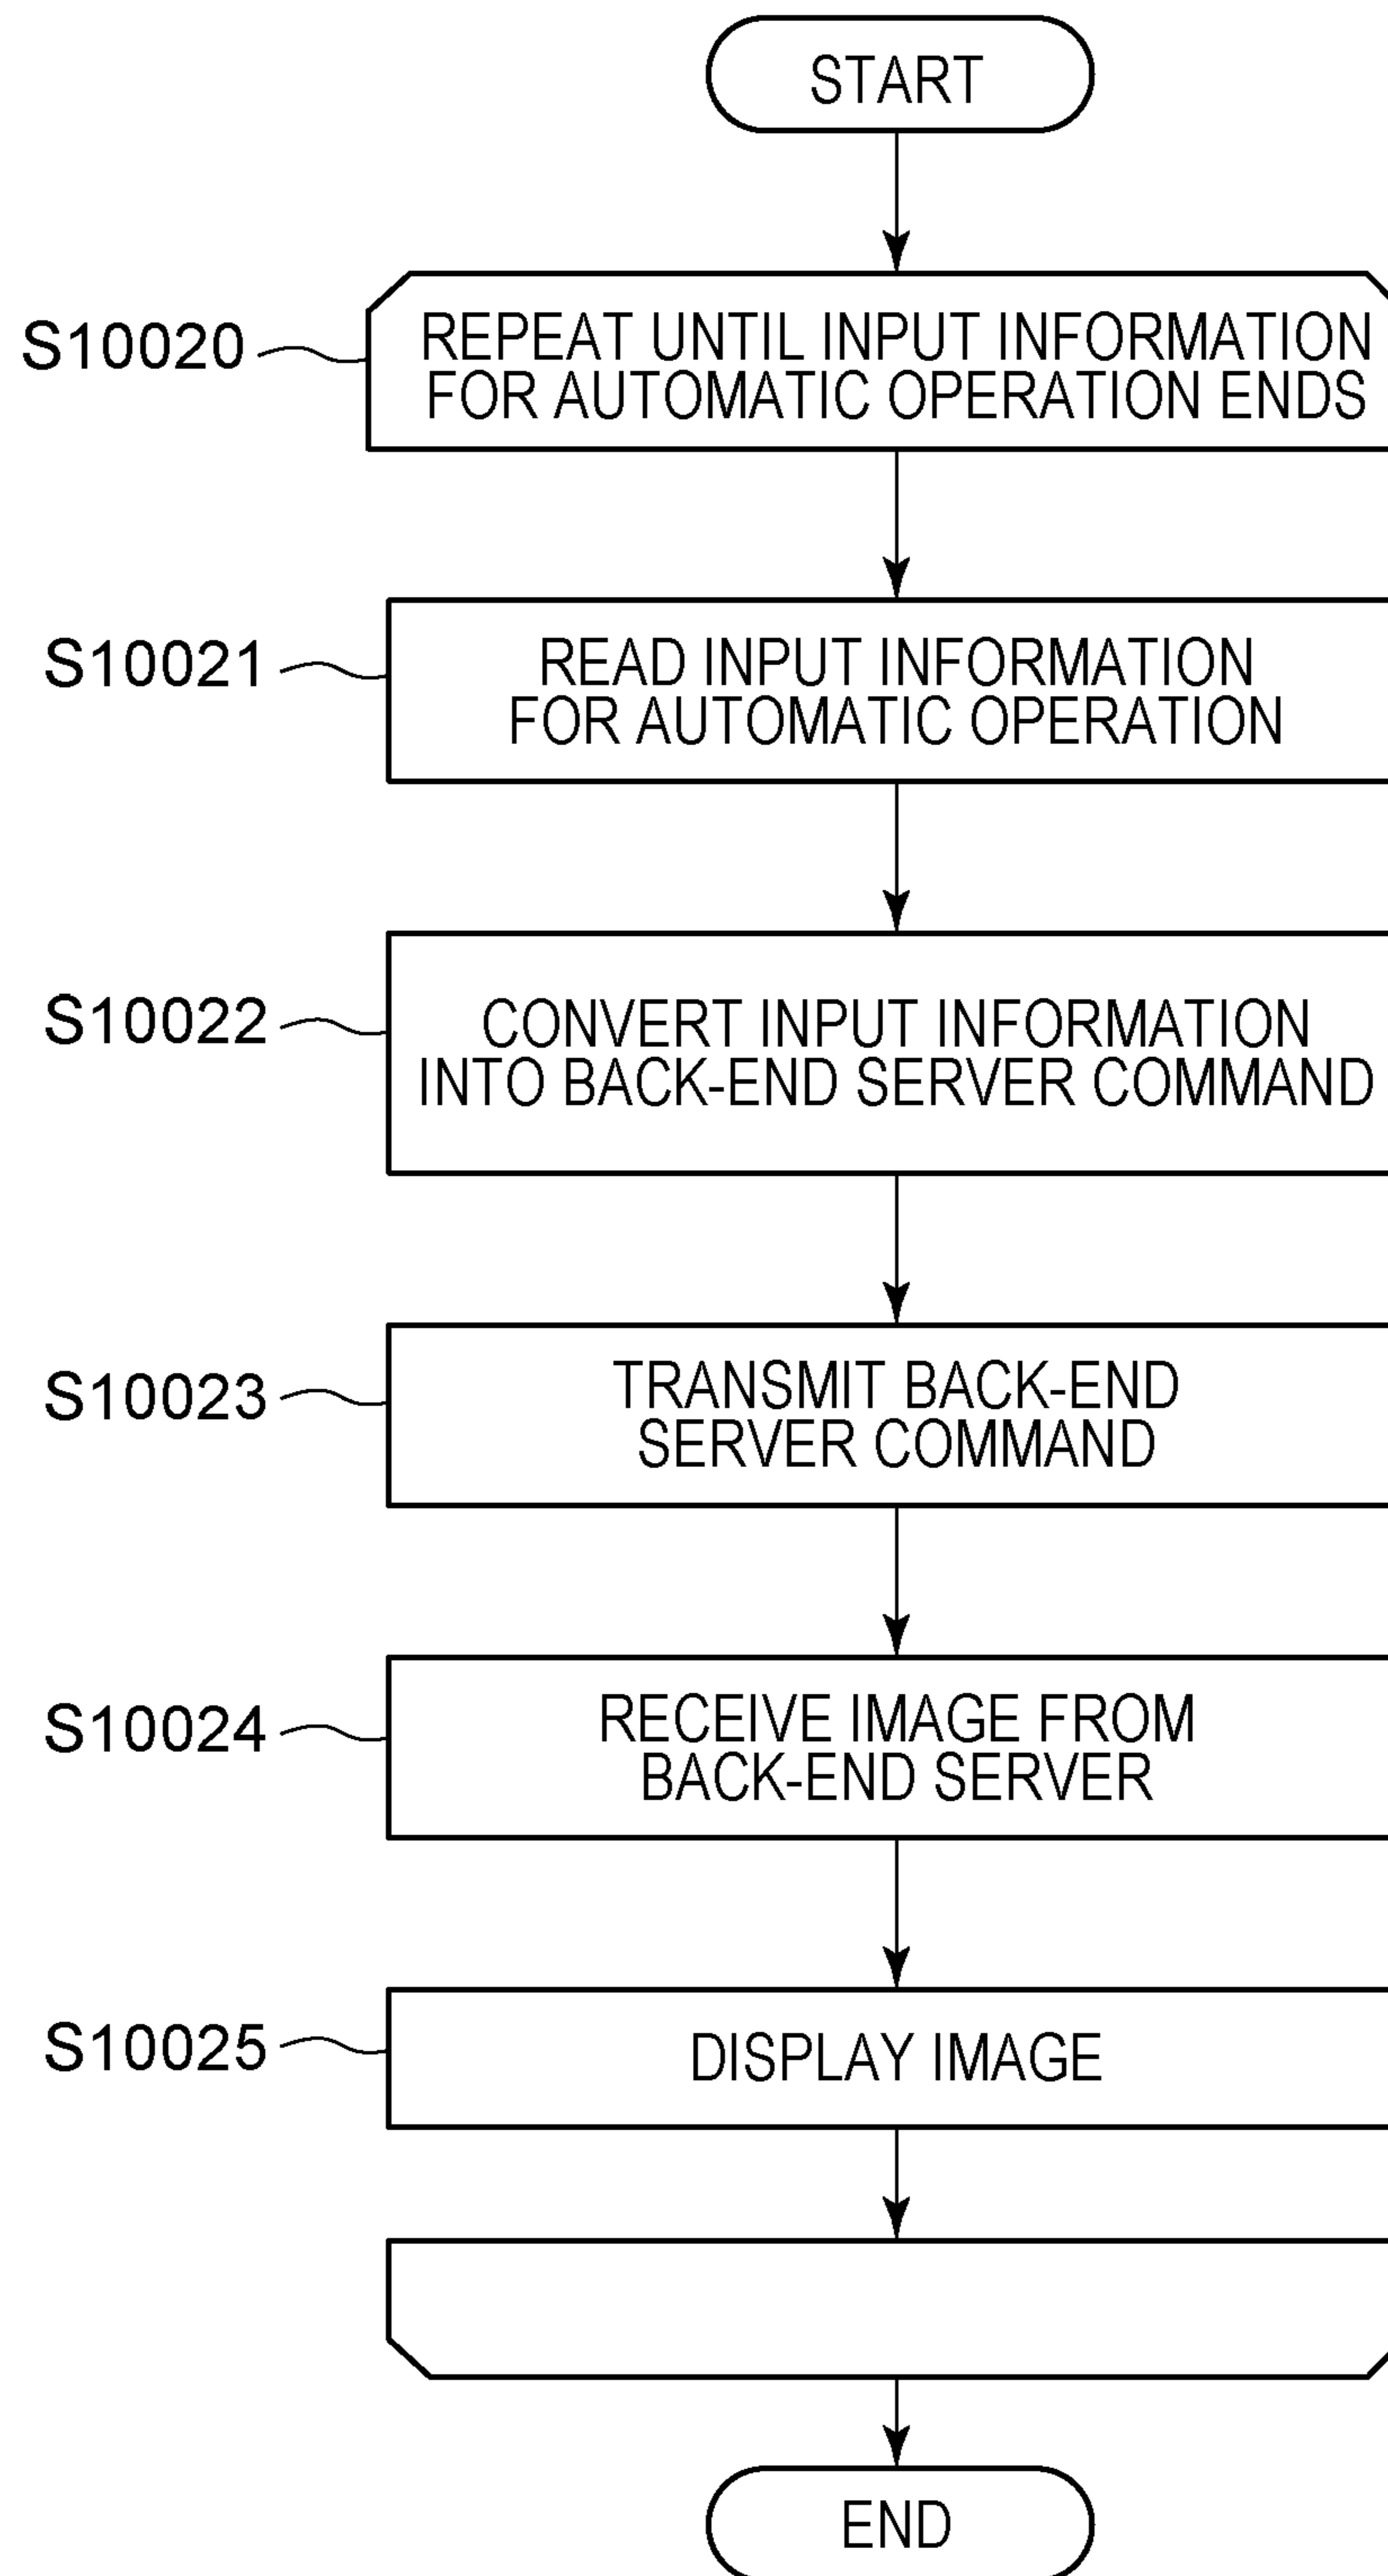 START
S10020
REPEAT UNTIL INPUT INFORMATION
FOR AUTOMATIC OPERATION ENDS
S10021
READ INPUT INFORMATION
FOR AUTOMATIC OPERATION
S10022
CONVERT INPUT INFORMATION
INTO BACK-END SERVER COMMAND
S10023
TRANSMIT BACK-END
SERVER COMMAND
S10024
RECEIVE IMAGE FROM
BACK-END SERVER
S10025
DISPLAY IMAGE
END